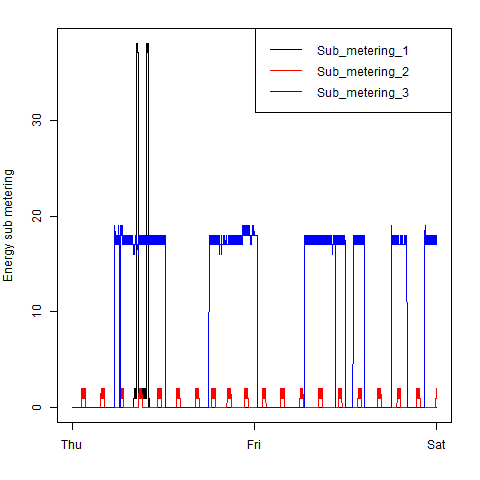 Sub_metering_1
Sub_metering_2
Sub_metering_3
Energy sub metering
30
20
10
0
Thu
Fri
Sat